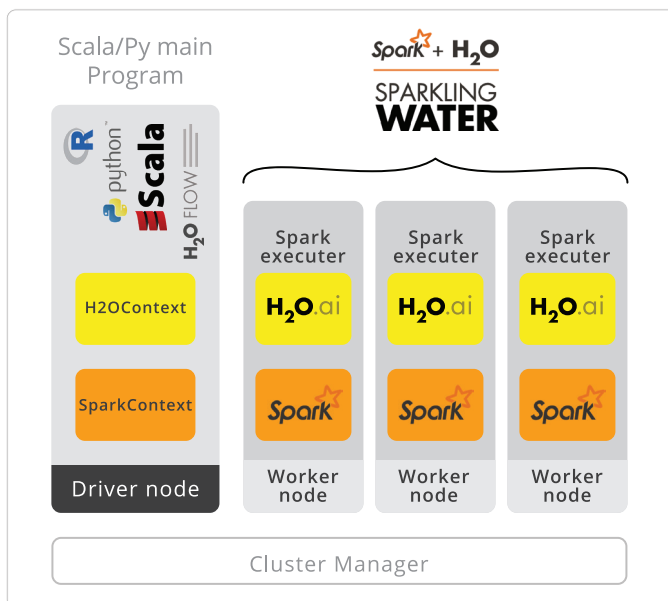 Scala/Py main
Program
Spark + H2O
SPARKLING
WATER
R
python™
Scala
H2O FLOW
H2OContext
SparkContext
Driver node
Spark
executer
H2O.ai
Spark
Worker
node
Spark
executer
H2O.ai
Spark
Worker
node
Spark
executer
H2O.ai
Spark
Worker
node
Cluster Manager